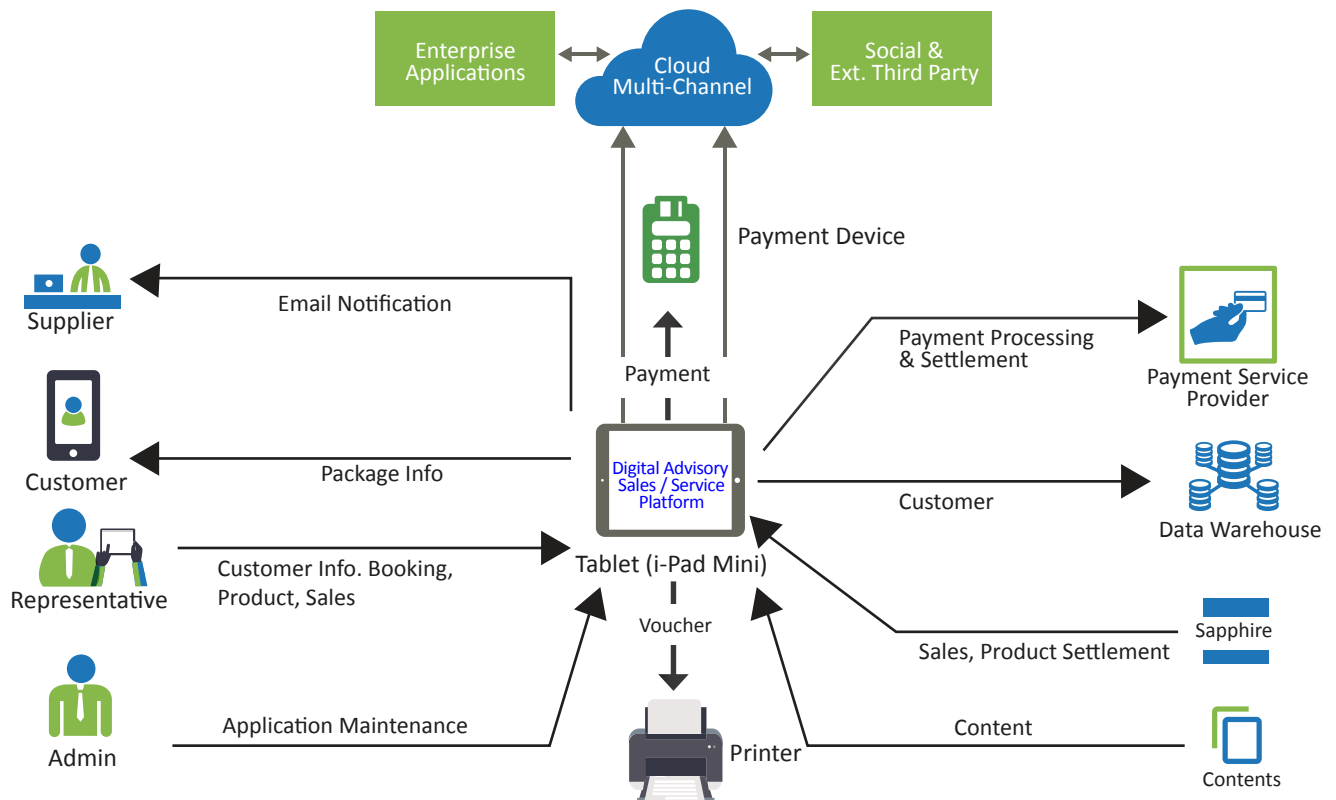 Enterprise
Applications
Cloud
Multi-Channel
Social &
Ext. Third Party
Payment Device
Email Notification
Supplier
Payment Processing
& Settlement
Payment
Payment Service
Provider
Customer
Package Info
Digital Advisory
Sales / Service
Platform
Customer
Data Warehouse
Representative
Customer Info. Booking,
Product, Sales
Tablet (i-Pad Mini)
Voucher
Sapphire
Sales, Product Settlement
Admin
Application Maintenance
Printer
Content
Contents